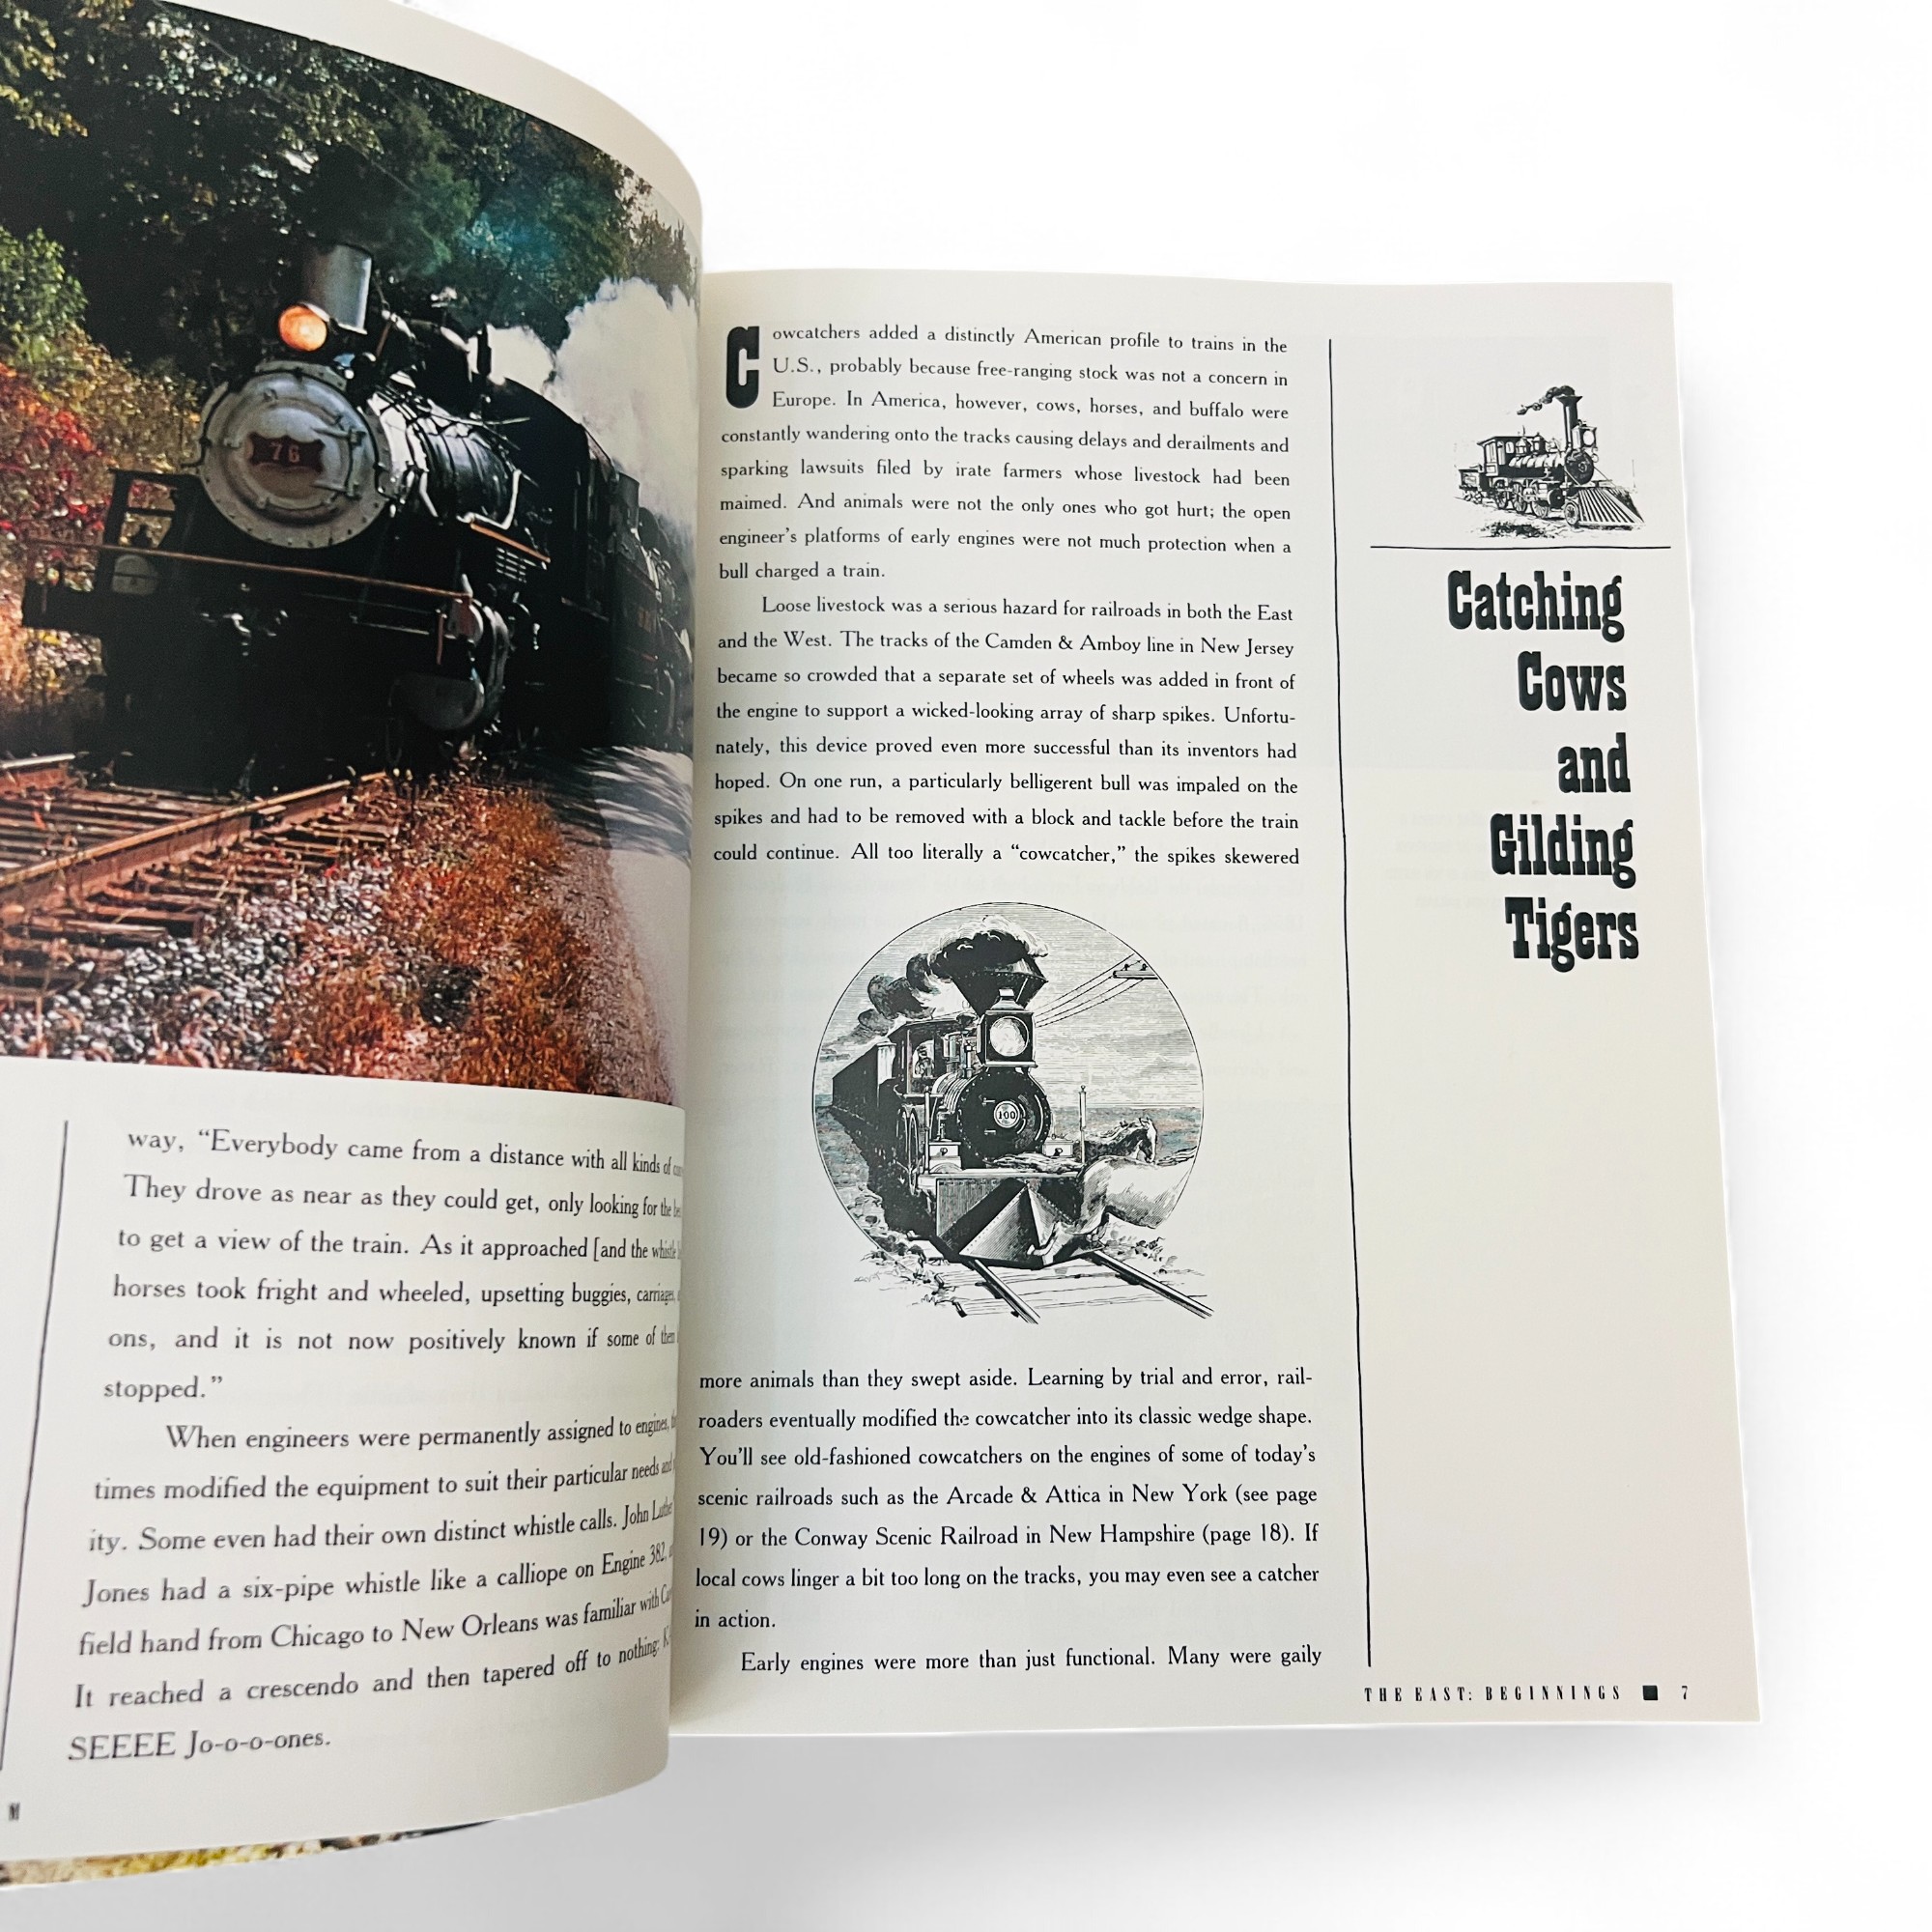 76
way, “Everybody came from a distance with all kinds of
They drove as near as they could get, only looking for the
to get a view of the train. As it approached [and the whistle
horses took fright and wheeled, upsetting buggies, carriages,
ons, and it is not now positively known if some of them
stopped.”
When engineers were permanently assigned to engines,
times modified the equipment to suit their particular needs and
ity. Some even had their own distinct whistle calls. John Luther
Jones had a six-pipe whistle like a calliope on Engine 382,
field hand from Chicago to New Orleans was familiar with
It reached a crescendo and then tapered off to nothing:
SEEEE Jo-o-o-ones.
M
Cowcatchers added a distinctly American profile to trains in the
U.S., probably because free-ranging stock was not a concern in
Europe. In America, however, cows, horses, and buffalo were
constantly wandering onto the tracks causing delays and derailments and
sparking lawsuits filed by irate farmers whose livestock had been
maimed. And animals were not the only ones who got hurt; the open
engineer’s platforms of early engines were not much protection when a
bull charged a train.
Loose livestock was a serious hazard for railroads in both the East
and the West. The tracks of the Camden & Amboy line in New Jersey
became so crowded that a separate set of wheels was added in front of
the engine to support a wicked-looking array of sharp spikes. Unfortu-
nately, this device proved even more successful than its inventors had
hoped. On one run, a particularly belligerent bull was impaled on the
spikes and had to be removed with a block and tackle before the train
could continue. All too literally a “cowcatcher,” the spikes skewered
100
more animals than they swept aside. Learning by trial and error, rail-
roaders eventually modified the cowcatcher into its classic wedge shape.
You’ll see old-fashioned cowcatchers on the engines of some of today’s
scenic railroads such as the Arcade & Attica in New York (see page
19) or the Conway Scenic Railroad in New Hampshire (page 18). If
local cows linger a bit too long on the tracks, you may even see a catcher
in action.
Early engines were more than just functional. Many were gaily
Catching
Cows
and
Gilding
Tigers
THE EAST: BEGINNINGS ■ 7